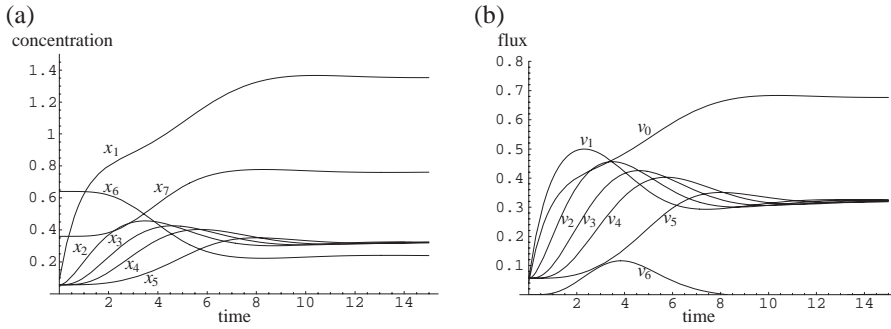 (a)
concentration
1.4
1.2
1
0.8
0.6
0.4
0.2
x1
x6
x7
x2
x3
x4
x5
2 4 6 8 10 12 14
time
(b)
flux
0.8
0.7
0.6
0.5
0.4
0.3
0.2
0.1
v1
v0
v2
v3
v4
v5
v6
2 4 6 8 10 12 14
time